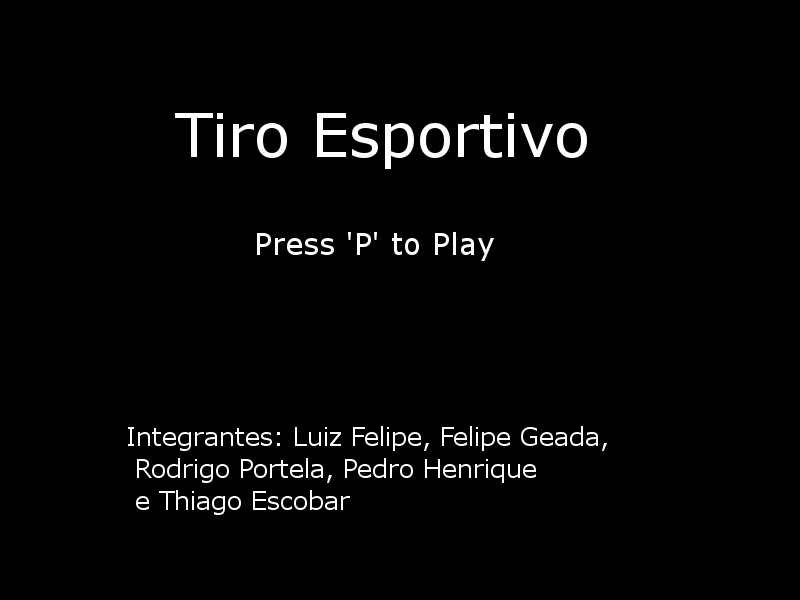 Tiro Esportivo
Press 'P' to Play
Integrantes: Luiz Felipe, Felipe Geada,
Rodrigo Portela, Pedro Henrique
e Thiago Escobar